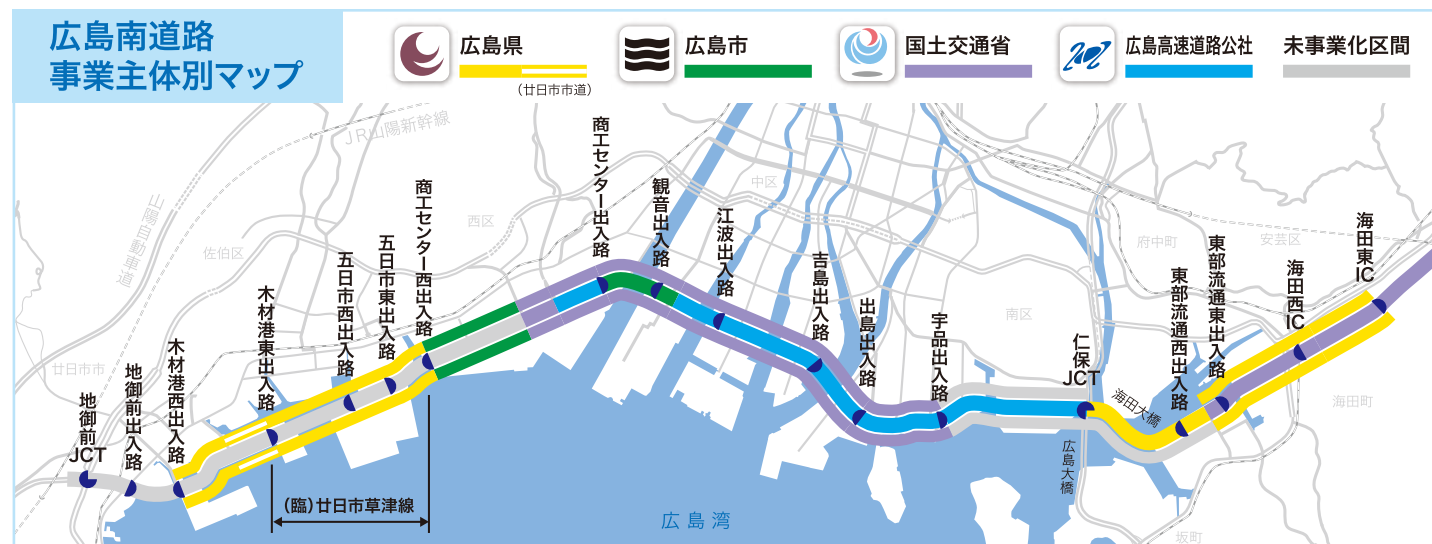 広島南道路
事業主体別マップ
広島県
（廿日市市道）
広島市
国土交通省
広島高速道路公社
未事業化区間
JR山陽新幹線
山陽自動車道
佐伯区
西区
中区
南区
府中町
安芸区
海田町
坂町
廿日市市
地御前JCT
地御前出入路
木材港西出入路
木材港東出入路
五日市西出入路
五日市東出入路
商工センター西出入路
商工センター出入路
観音出入路
江波出入路
吉島出入路
出島出入路
宇品出入路
仁保JCT
海田大橋
広島大橋
東部流通西出入路
東部流通東出入路
海田西IC
海田東IC
（臨）廿日市草津線
広島湾